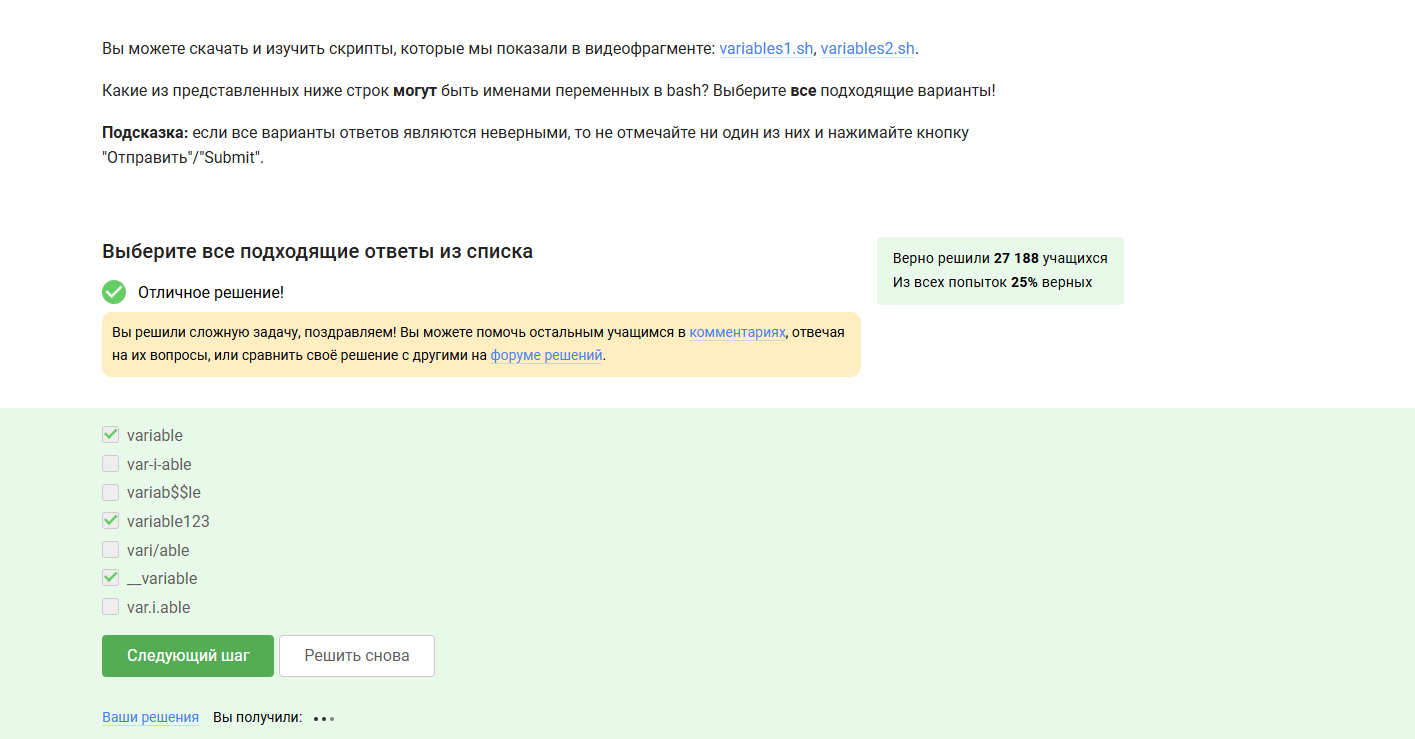 Вы можете скачать и изучить скрипты, которые мы показали в видеофрагменте: variables1.sh, variables2.sh.
Какие из представленных ниже строк могут быть именами переменных в bash? Выберите все подходящие варианты!
Подсказка: если все варианты ответов являются неверными, то не отмечайте ни один из них и нажимайте кнопку
"Отправить"/"Submit".
Выберите все подходящие ответы из списка
Верно решили 27 188 учащихся
Из всех попыток 25% верных
Отличное решение!
Вы решили сложную задачу, поздравляем! Вы можете помочь остальным учащимся в комментариях, отвечая
на их вопросы, или сравнить своё решение с другими на форуме решений.
variable
var-i-able
variab$$le
variable123
vari/able
__variable
var.i.able
Следующий шаг Решить снова
Ваши решения Вы получили: